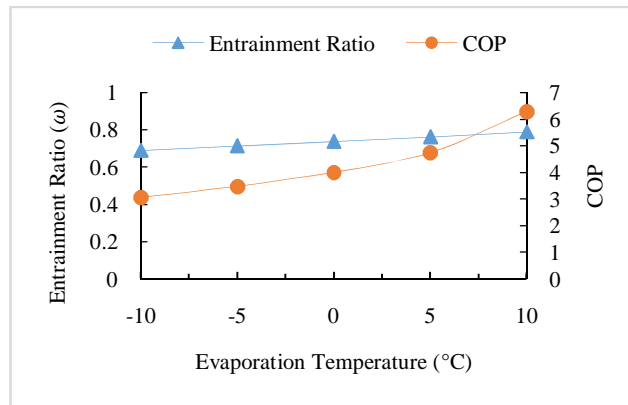 Entrainment Ratio COP
Entrainment Ratio (ω)
1
0.8
0.6
0.4
0.2
0
7
6
5
4
3
2
1
0
COP
-10 -5 0 5 10
Evaporation Temperature (°C)